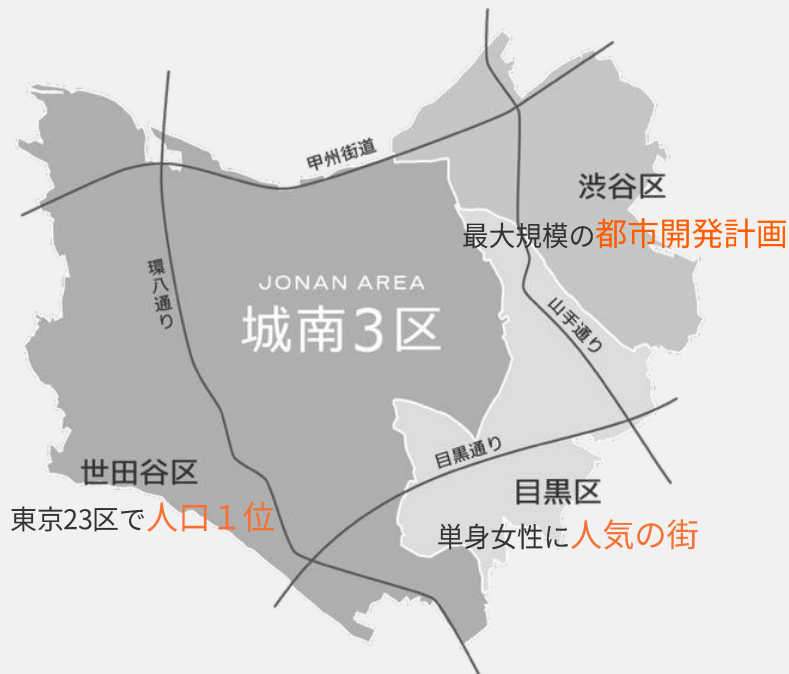 甲州街道
渋谷区
最大規模の都市開発計画
環八通り
JONAN AREA
城南3区
山手通り
目黒通り
世田谷区
東京23区で人口１位
目黒区
単身女性に人気の街